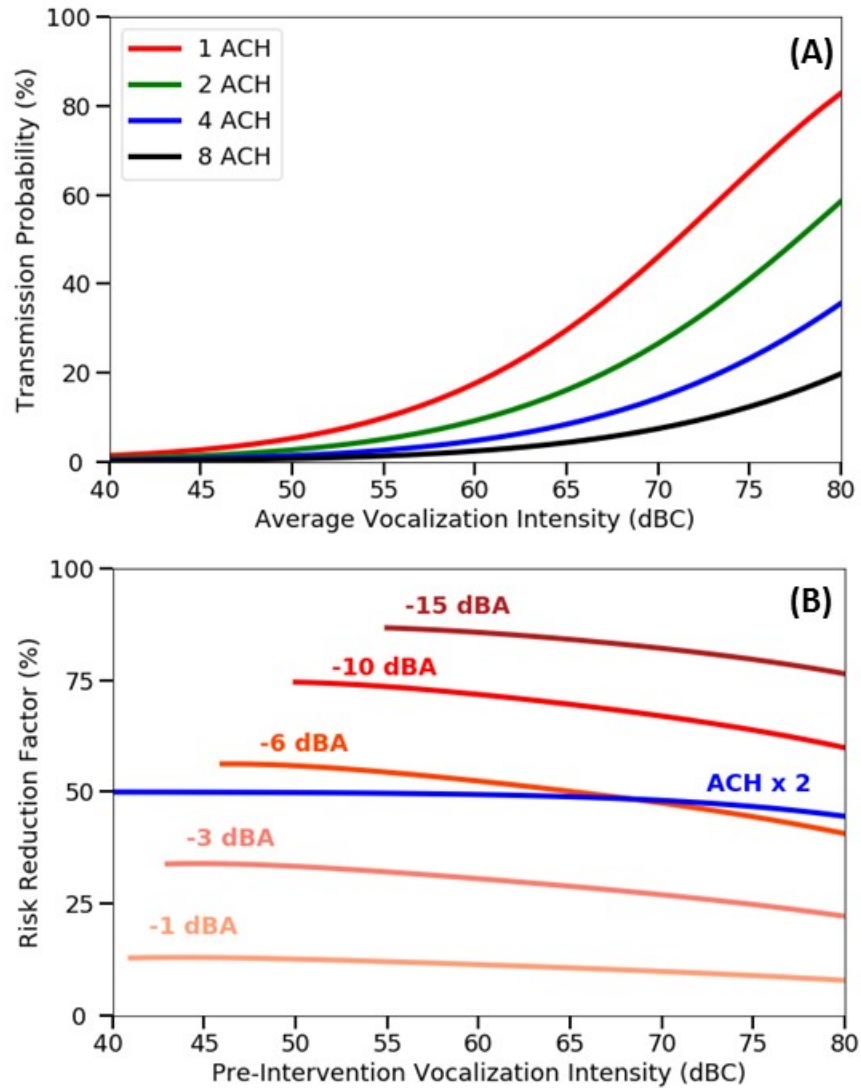 (A)
1 ACH
2 ACH
4 ACH
8 ACH
Transmission Probability (%)
100
80
60
40
20
0
40 45 50 55 60 65 70 75 80
Average Vocalization Intensity (dBC)
(B)
-15 dBA
-10 dBA
-6 dBA
ACH x 2
-3 dBA
-1 dBA
Risk Reduction Factor (%)
100
75
50
25
0
40 45 50 55 60 65 70 75 80
Pre-Intervention Vocalization Intensity (dBC)